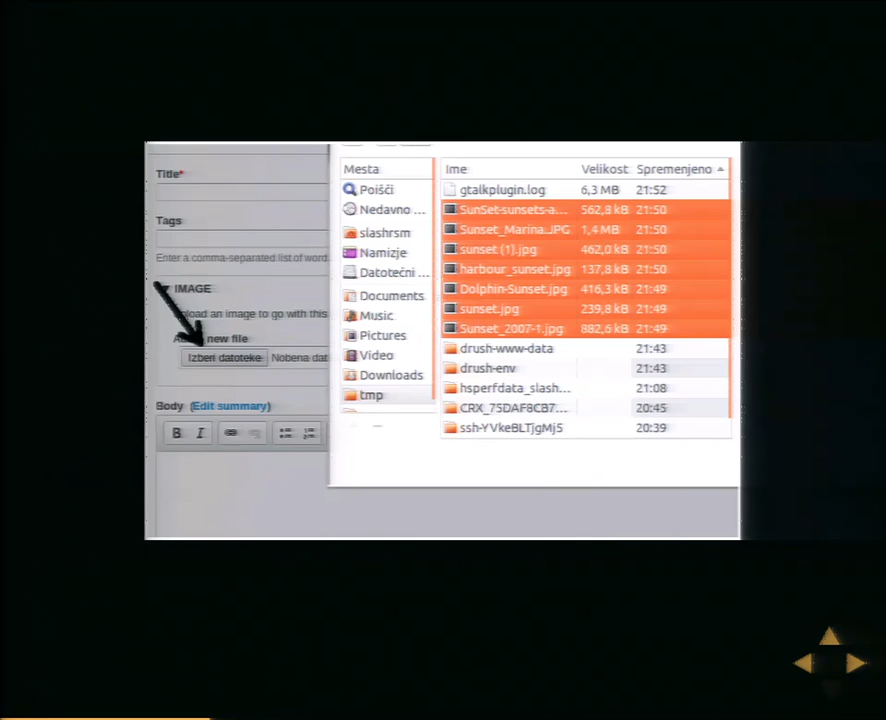 Title*
Tags
Enter a comma-separated list of word
IMAGE
load an image to go with this
new file
Izberi datoteke Nobena dat
Body (Edit summary)
B I
Mesta
Poišči
Nedavno ...
slashrsm
Namizje
Datotečni ...
Documents
Music
Pictures
Video
Downloads
tmp
Ime Velikost Spremenjeno
gtalkplugin.log 6,3 MB 21:52
SunSet-sunsets-a... 562,8 kB 21:50
Sunset_Marina.JPG 1,4 MB 21:50
sunset (1).jpg 462,0 kB 21:50
harbour_sunset.jpg 137,8 kB 21:50
Dolphin-Sunset.jpg 416,3 kB 21:49
sunset.jpg 239,8 kB 21:49
Sunset_2007-1.jpg 882,6 kB 21:49
drush-www-data 21:43
drush-env 21:43
hsperfdata_slash... 21:08
CRX_75DAF8CB7... 20:45
ssh-YVkeBLTjgMj5 20:39